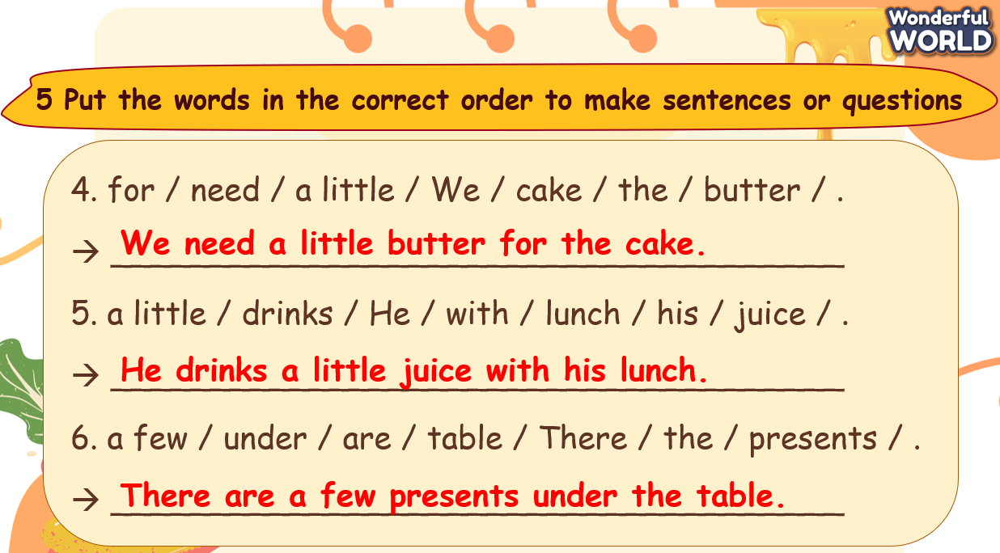 Wonderful
WORLD
5 Put the words in the correct order to make sentences or questions
4. for / need / a little / We / cake / the / butter / .
→ We need a little butter for the cake.
5. a little / drinks / He / with / lunch / his / juice / .
→ He drinks a little juice with his lunch.
6. a few / under / are / table / There / the / presents / .
→ There are a few presents under the table.